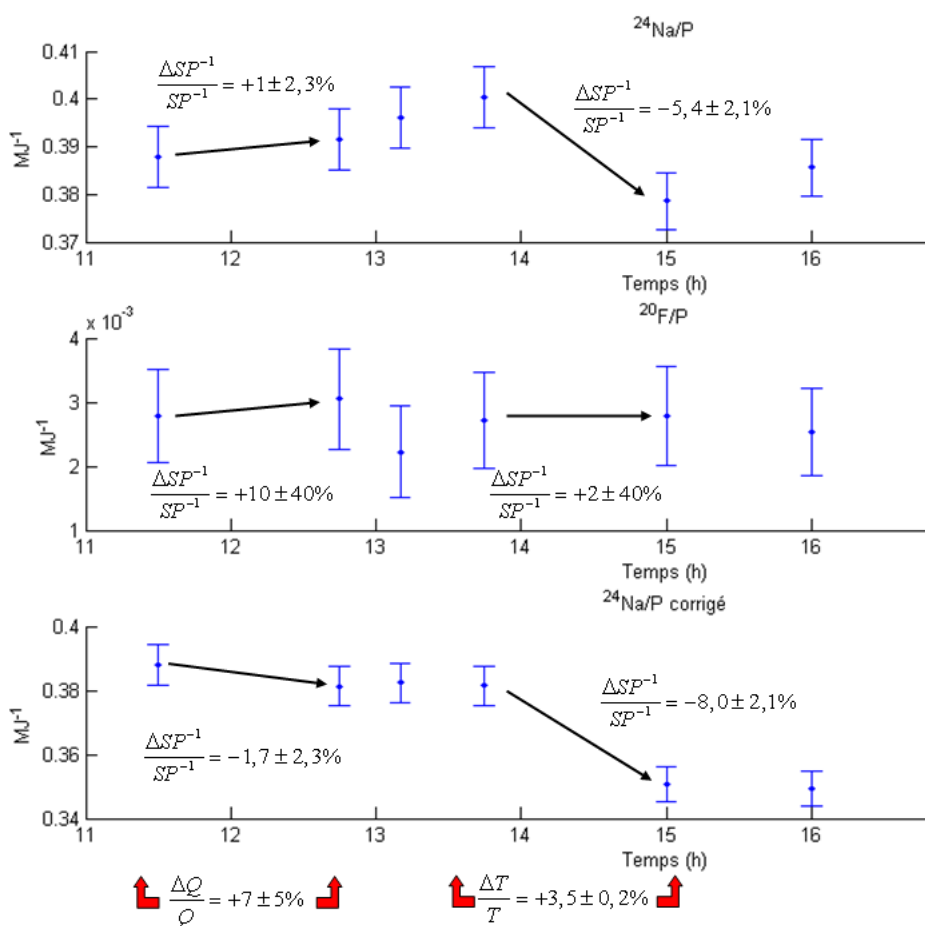 ²⁴Na/P
0.41
0.4
0.39
0.38
0.37
MJ⁻¹
ΔSP⁻¹/SP⁻¹ = +1 ± 2,3%
ΔSP⁻¹/SP⁻¹ = −5,4 ± 2,1%
11 12 13 14 15 16
Temps (h)
²⁰F/P
x 10⁻³
4
3
2
1
MJ⁻¹
ΔSP⁻¹/SP⁻¹ = +10 ± 40%
ΔSP⁻¹/SP⁻¹ = +2 ± 40%
11 12 13 14 15 16
Temps (h)
²⁴Na/P corrigé
0.4
0.38
0.36
0.34
MJ⁻¹
ΔSP⁻¹/SP⁻¹ = −1,7 ± 2,3%
ΔSP⁻¹/SP⁻¹ = −8,0 ± 2,1%
11 12 13 14 15 16
Temps (h)
ΔQ/Q = +7 ± 5%
ΔT/T = +3,5 ± 0,2%